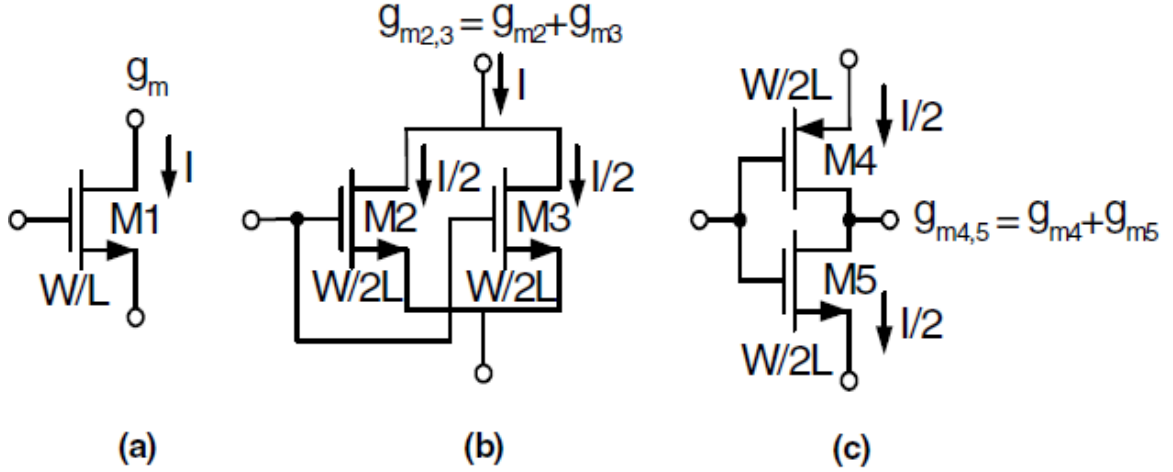 g_m
I
M1
W/L
(a)
g_m2,3 = g_m2+g_m3
I
I/2
I/2
M2
M3
W/2L
W/2L
(b)
W/2L
I/2
M4
g_m4,5 = g_m4+g_m5
M5
I/2
W/2L
(c)